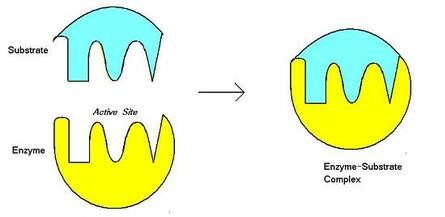 Substrate
Active Site
Enzyme
Enzyme-Substrate
Complex